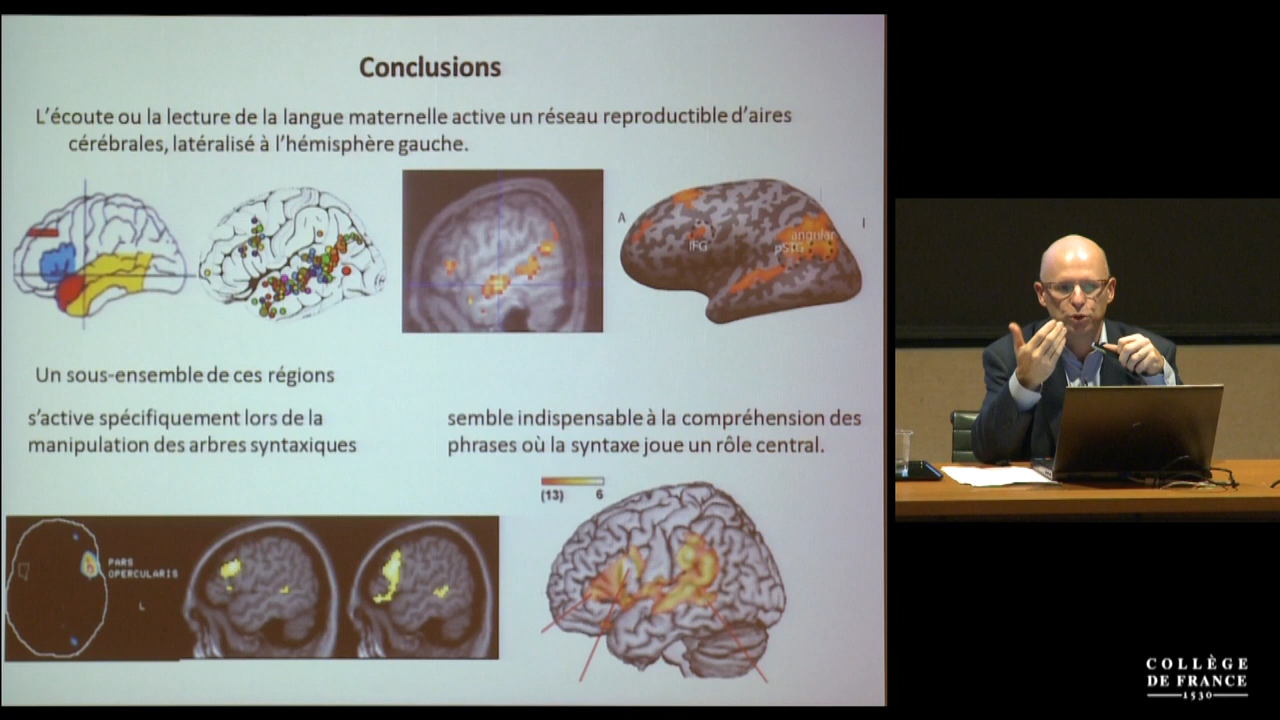 Conclusions
L'écoute ou la lecture de la langue maternelle active un réseau reproductible d'aires
cérébrales, latéralisé à l'hémisphère gauche.
A
IFG
angular
pSTG
Un sous-ensemble de ces régions
s'active spécifiquement lors de la
manipulation des arbres syntaxiques
semble indispensable à la compréhension des
phrases où la syntaxe joue un rôle central.
(13) 6
PARS
OPERCULARIS
L
COLLÈGE
DE FRANCE
1530